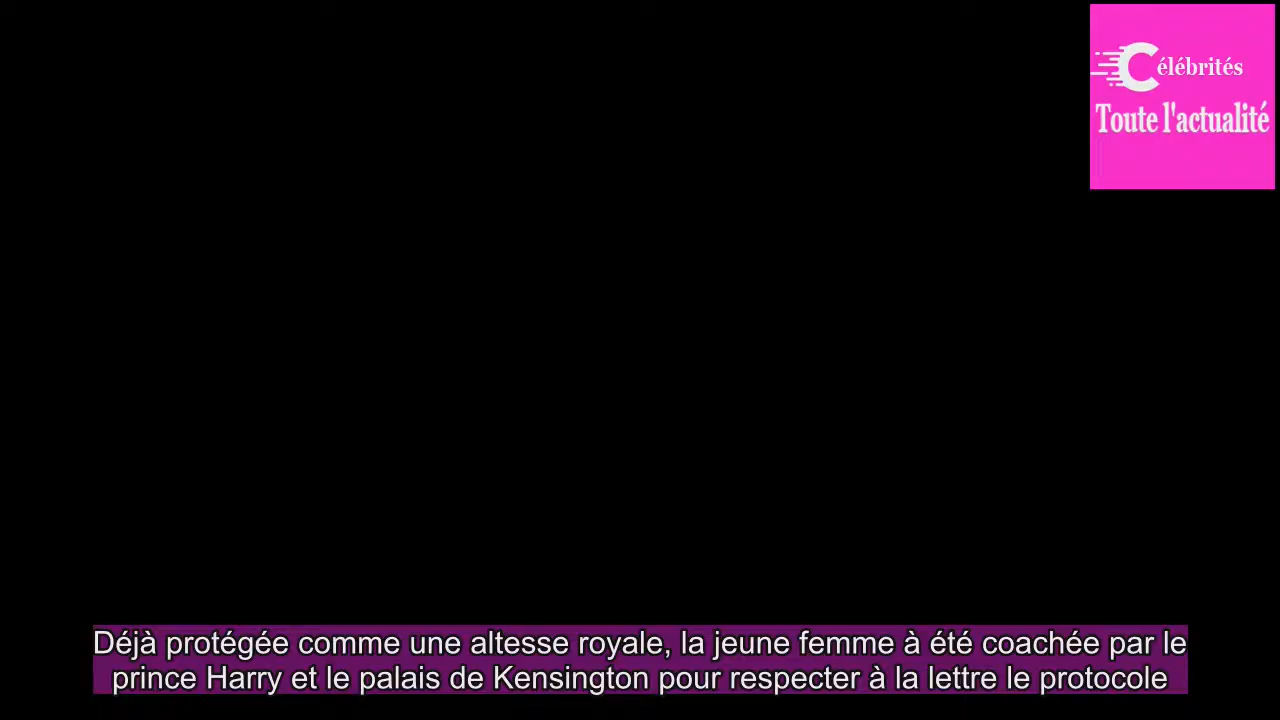 Célébrités
Toute l'actualité
Déjà protégée comme une altesse royale, la jeune femme à été coachée par le
prince Harry et le palais de Kensington pour respecter à la lettre le protocole